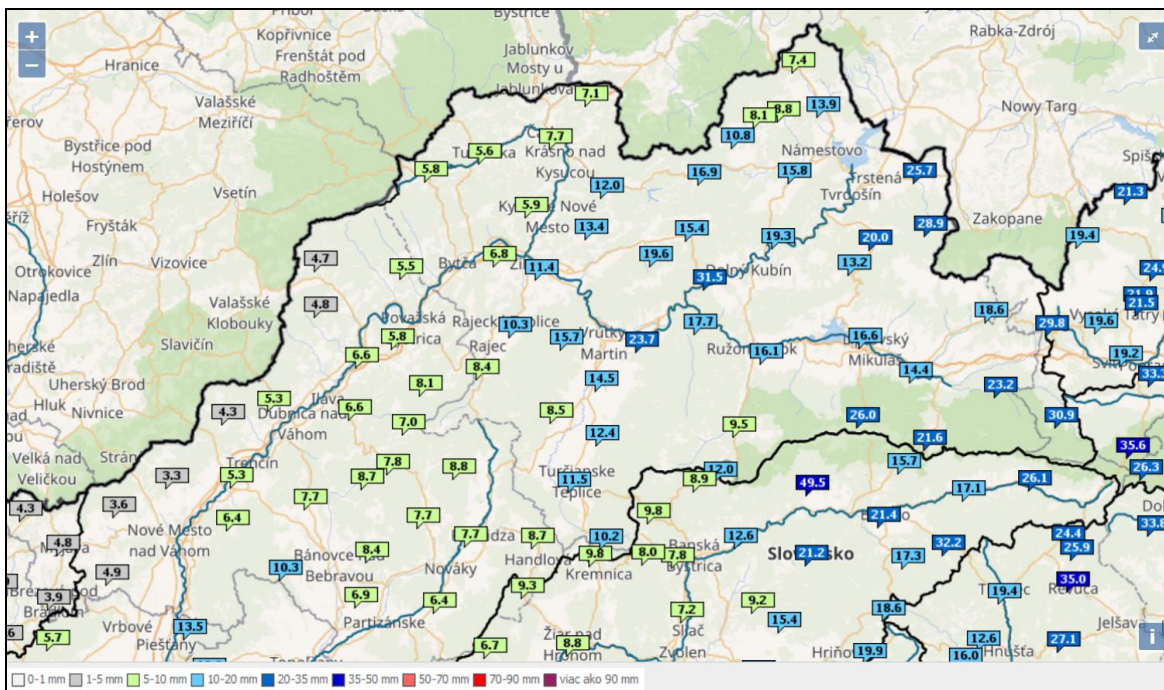 Příbor
Bystřice
Kopřivnice
Frenštát pod
Radhoštěm
Jablunkov
Mosty u
Jablunkova
Rabka-Zdrój
Hranice
7.4
7.1
8.8
13.9
8.1
Nowy Targ
Valašské
Meziříčí
Bystřice pod
Hostýnem
7.7
10.8
5.6
Krásno nad
Kysucou
Námestovo
5.8
16.9
15.8
Trstená
25.7
Tvrdošín
12.0
21.3
Vsetín
Holešov
5.9
Mesto
28.9
Zakopane
Fryšták
13.4
15.4
19.3
20.0
19.4
Zlín
Vizovice
4.7
5.5
Bytča
6.8
11.4
19.6
13.2
Otrokovice
Napajedla
31.5
Dolný Kubín
4.8
Valašské
Klobouky
Považská
10.3
17.7
18.6
21.5
29.8
19.6
Slavičín
5.8
Rajec
15.7
Martin
23.7
16.6
6.6
16.1
19.2
8.4
14.4
Uherský Brod
8.1
14.5
23.2
Hluk
Nivnice
5.3
Dubnica nad
Váhom
4.3
6.6
7.0
8.5
9.5
26.0
30.9
12.4
21.6
35.6
Velká nad
Veličkou
Trenčín
3.3
5.3
7.8
8.7
8.8
Turčianske
Teplice
11.5
12.0
8.9
15.7
26.3
49.5
17.1
26.1
4.3
3.6
7.7
9.8
6.4
7.7
21.4
33.8
Nové Mesto
nad Váhom
4.8
7.7
8.7
Handlová
10.2
12.6
Banská
Bystrica
24.4
25.9
32.2
8.4
9.8
8.0
7.8
21.2
17.3
Kremnica
Bánovce
Bebravou
10.3
Nováky
4.9
35.0
Revúca
9.3
19.4
3.9
6.9
6.4
9.2
7.2
18.6
Partizánske
Vrbové
13.5
Piešťany
Sliač
15.4
Jelšava
5.7
6.7
Žiar nad
Hronom
8.8
Zvolen
12.6
27.1
Hnúšťa
19.9
16.0
0-1 mm 1-5 mm 5-10 mm 10-20 mm 20-35 mm 35-50 mm 50-70 mm 70-90 mm viac ako 90 mm